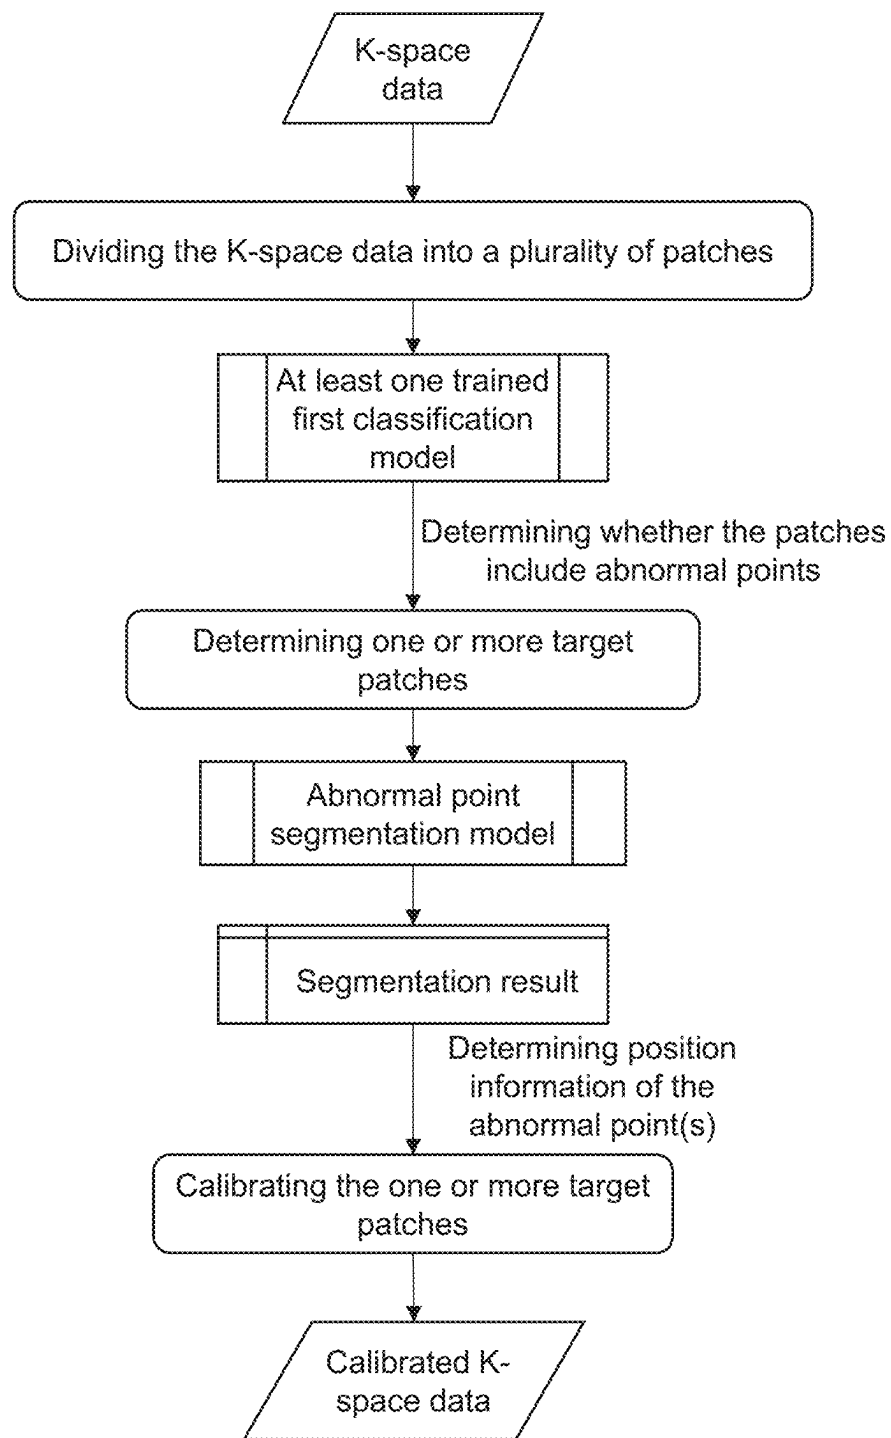 K-space
data
Dividing the K-space data into a plurality of patches
At least one trained
first classification
model
Determining whether the patches
include abnormal points
Determining one or more target
patches
Abnormal point
segmentation model
Segmentation result
Determining position
information of the
abnormal point(s)
Calibrating the one or more target
patches
Calibrated K-
space data